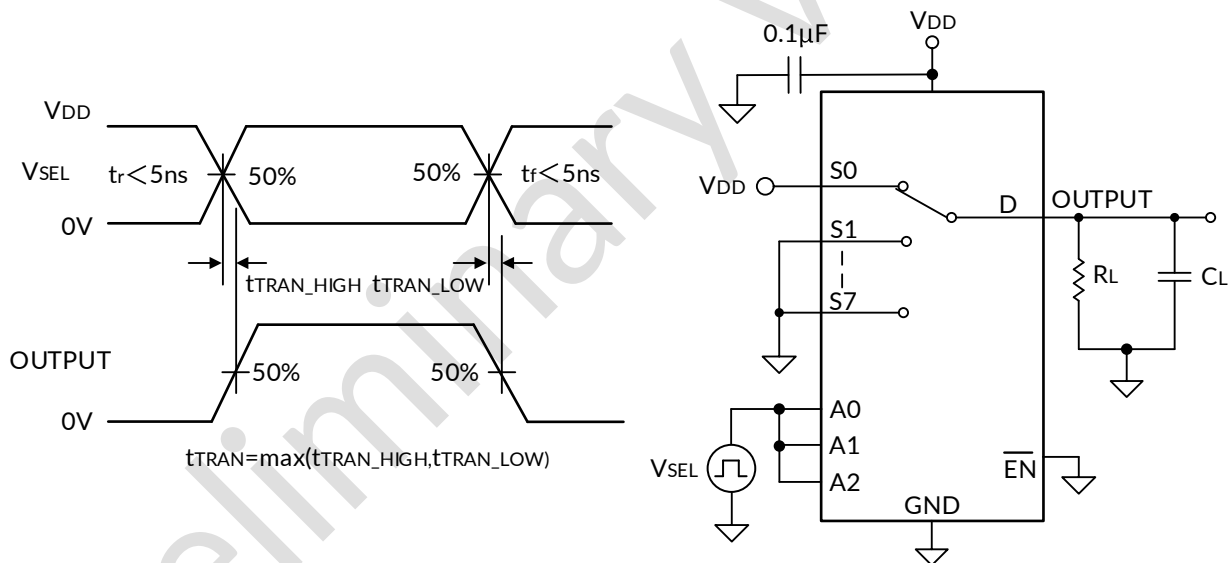 VDD
0.1µF
VDD
VSEL
tr<5ns
50%
50%
tf<5ns
0V
tTRAN_HIGH tTRAN_LOW
OUTPUT
50%
50%
0V
tTRAN=max(tTRAN_HIGH,tTRAN_LOW)
VDD
S0
S1
S7
D
OUTPUT
RL
CL
VSEL
A0
A1
A2
EN
GND
eliminary v